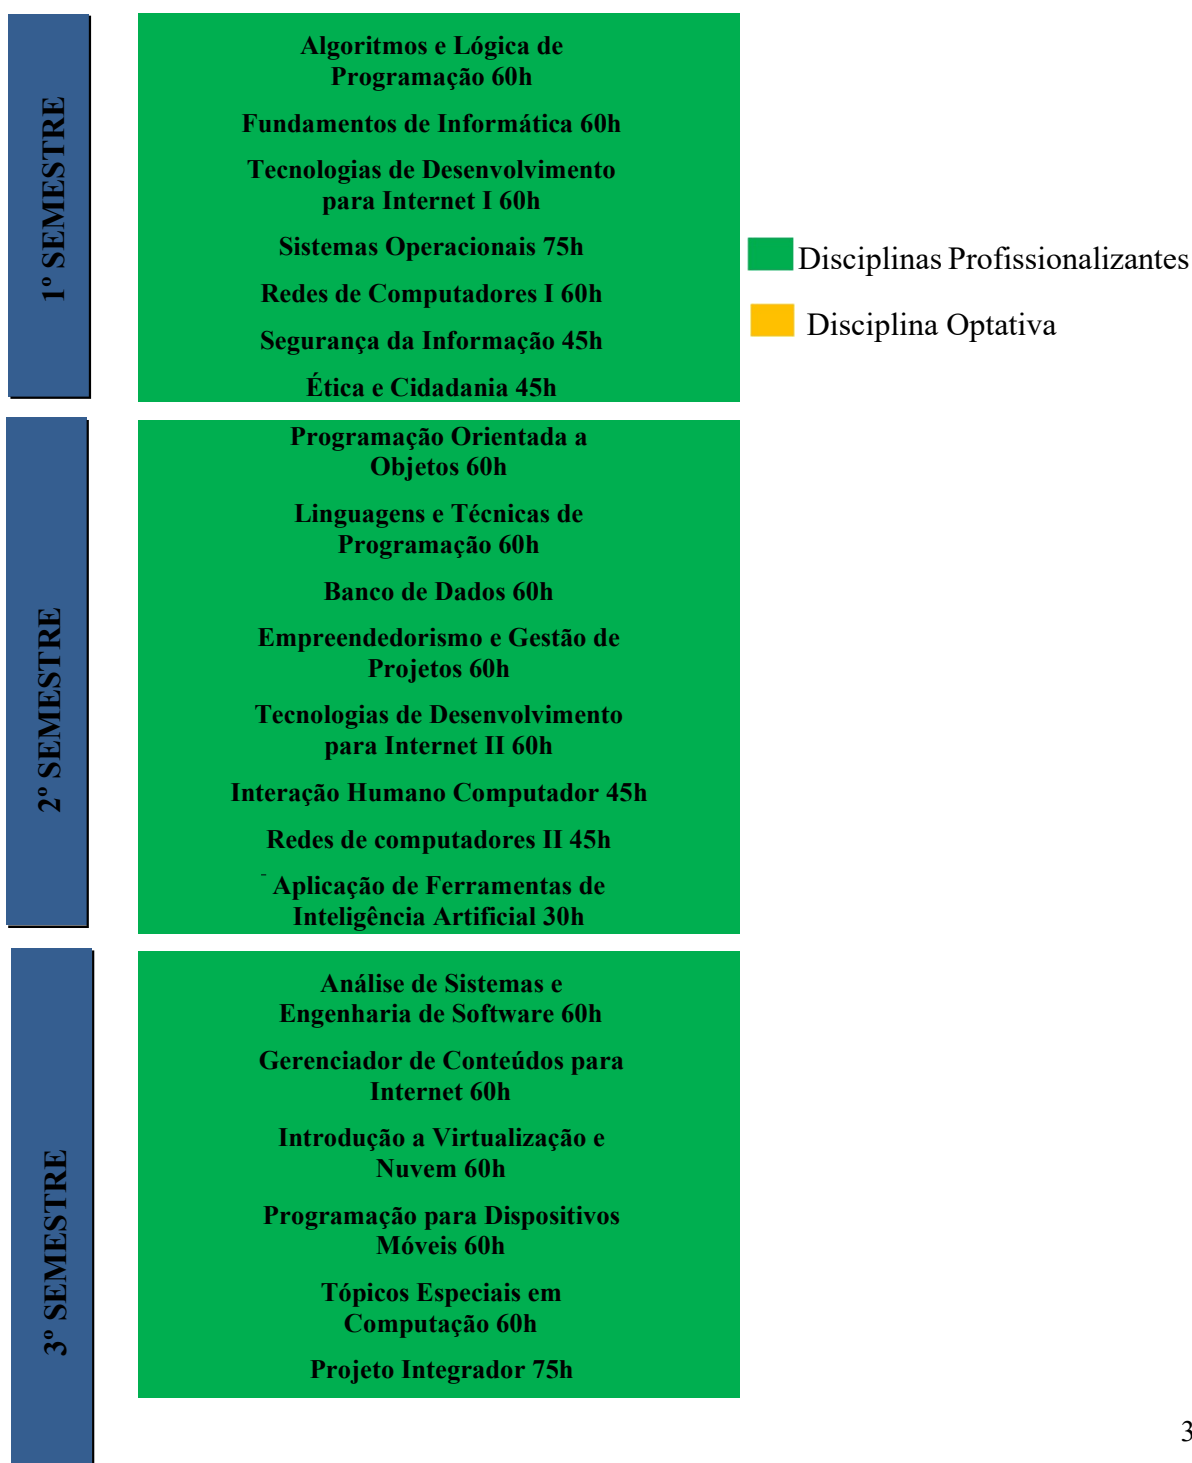 1º SEMESTRE
Algoritmos e Lógica de
Programação 60h
Fundamentos de Informática 60h
Tecnologias de Desenvolvimento
para Internet I 60h
Sistemas Operacionais 75h
Redes de Computadores I 60h
Segurança da Informação 45h
Ética e Cidadania 45h
Disciplinas Profissionalizantes
Disciplina Optativa
2º SEMESTRE
Programação Orientada a
Objetos 60h
Linguagens e Técnicas de
Programação 60h
Banco de Dados 60h
Empreendedorismo e Gestão de
Projetos 60h
Tecnologias de Desenvolvimento
para Internet II 60h
Interação Humano Computador 45h
Redes de computadores II 45h
Aplicação de Ferramentas de
Inteligência Artificial 30h
3º SEMESTRE
Análise de Sistemas e
Engenharia de Software 60h
Gerenciador de Conteúdos para
Internet 60h
Introdução a Virtualização e
Nuvem 60h
Programação para Dispositivos
Móveis 60h
Tópicos Especiais em
Computação 60h
Projeto Integrador 75h
3